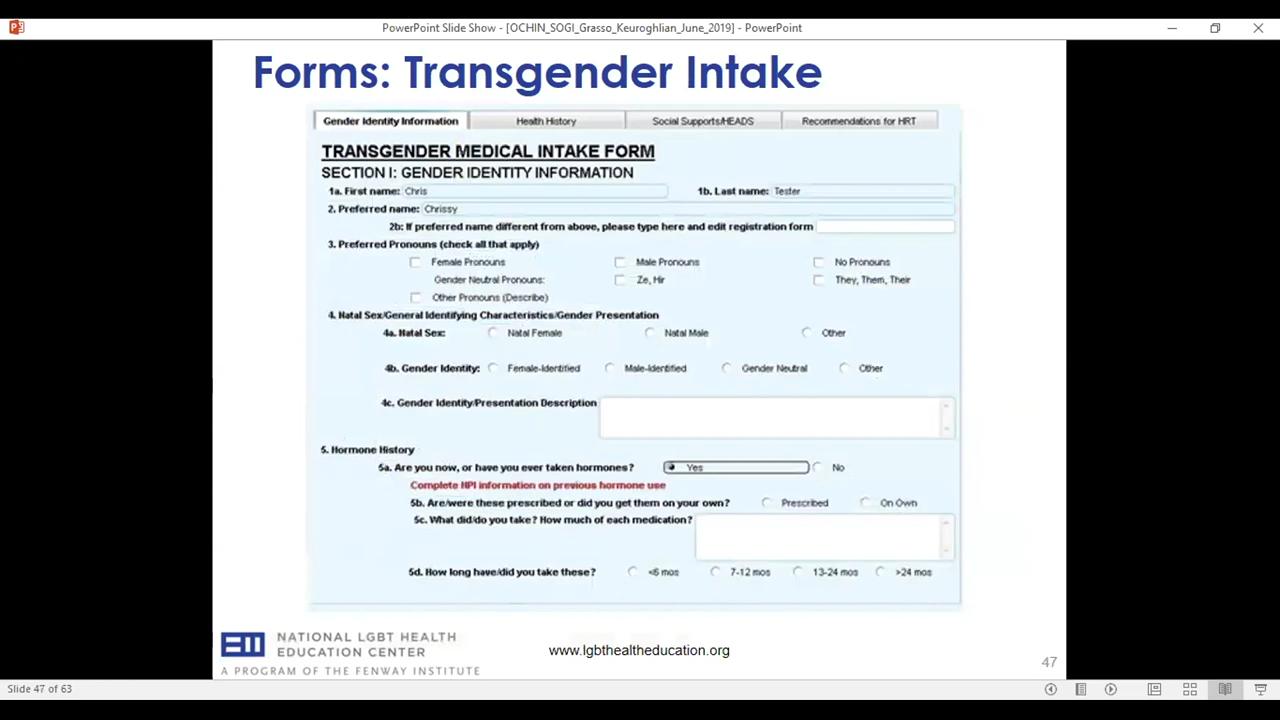 PowerPoint Slide Show - [OCHIN_SOGI_Grasso_Keuroghlian_June_2019] - PowerPoint
Forms: Transgender Intake
Gender Identity Information Health History Social Supports/HEADS Recommendations for HRT
TRANSGENDER MEDICAL INTAKE FORM
SECTION I: GENDER IDENTITY INFORMATION
1a. First name: Chris 1b. Last name: Tester
2. Preferred name: Chrissy
2b: If preferred name different from above, please type here and edit registration form
3. Preferred Pronouns (check all that apply)
Female Pronouns Male Pronouns No Pronouns
Gender Neutral Pronouns: Ze, Hir They, Them, Their
Other Pronouns (Describe)
4. Natal Sex/General Identifying Characteristics/Gender Presentation
4a. Natal Sex: Natal Female Natal Male Other
4b. Gender Identity: Female-Identified Male-Identified Gender Neutral Other
4c. Gender Identity/Presentation Description
5. Hormone History
5a. Are you now, or have you ever taken hormones? Yes No
Complete HPI information on previous hormone use
5b. Are/were these prescribed or did you get them on your own? Prescribed On Own
5c. What did/do you take? How much of each medication?
5d. How long have/did you take these? <6 mos 7-12 mos 13-24 mos >24 mos
NATIONAL LGBT HEALTH
EDUCATION CENTER
A PROGRAM OF THE FENWAY INSTITUTE
www.lgbthealtheducation.org
47
Slide 47 of 63